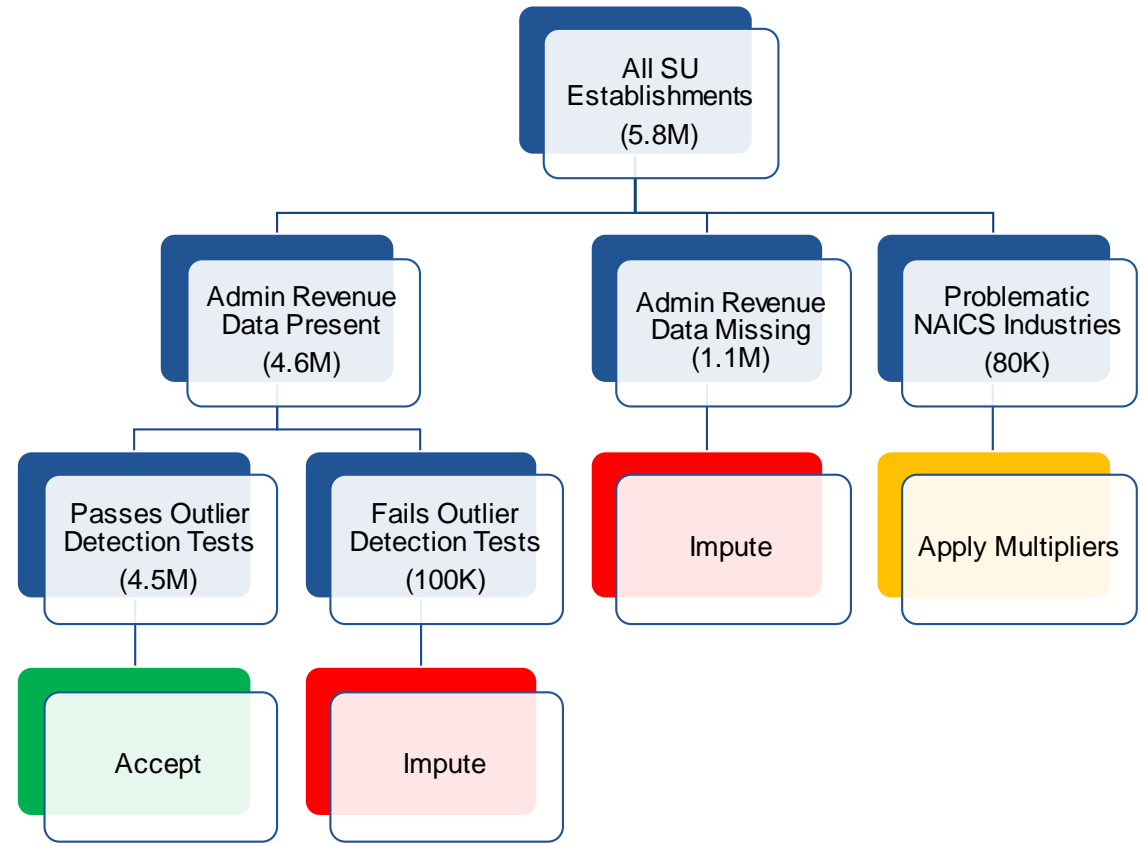 All SU
Establishments
(5.8M)
Admin Revenue
Data Present
(4.6M)
Admin Revenue
Data Missing
(1.1M)
Problematic
NAICS Industries
(80K)
Passes Outlier
Detection Tests
(4.5M)
Fails Outlier
Detection Tests
(100K)
Impute
Apply Multipliers
Accept
Impute